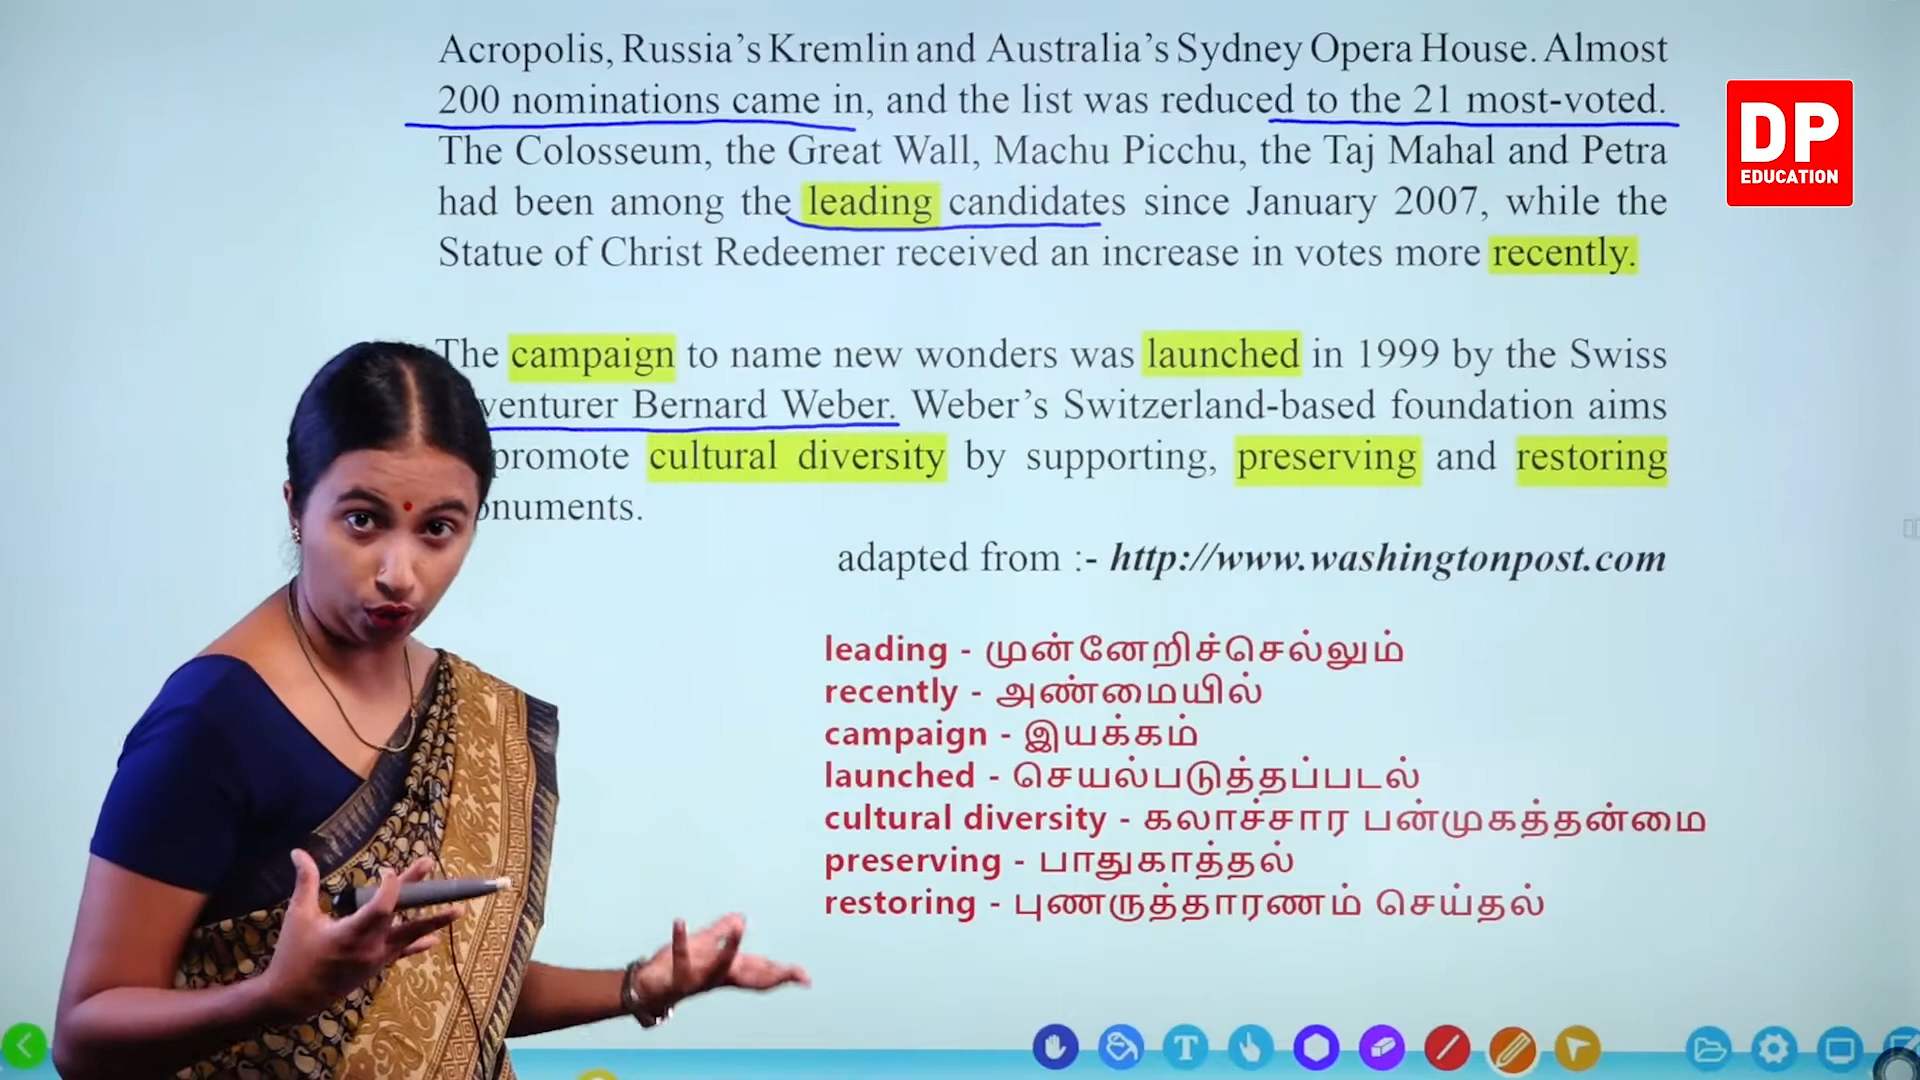 Acropolis, Russia’s Kremlin and Australia’s Sydney Opera House. Almost
200 nominations came in, and the list was reduced to the 21 most-voted.
The Colosseum, the Great Wall, Machu Picchu, the Taj Mahal and Petra
had been among the leading candidates since January 2007, while the
Statue of Christ Redeemer received an increase in votes more recently.
The campaign to name new wonders was launched in 1999 by the Swiss
venturer Bernard Weber. Weber’s Switzerland-based foundation aims
promote cultural diversity by supporting, preserving and restoring
onuments.
adapted from :- http://www.washingtonpost.com
leading - முன்னேறிச்செல்லும்
recently - அண்மையில்
campaign - இயக்கம்
launched - செயல்படுத்தப்படல்
cultural diversity - கலாச்சார பன்முகத்தன்மை
preserving - பாதுகாத்தல்
restoring - புணருத்தாரணம் செய்தல்
DP
EDUCATION